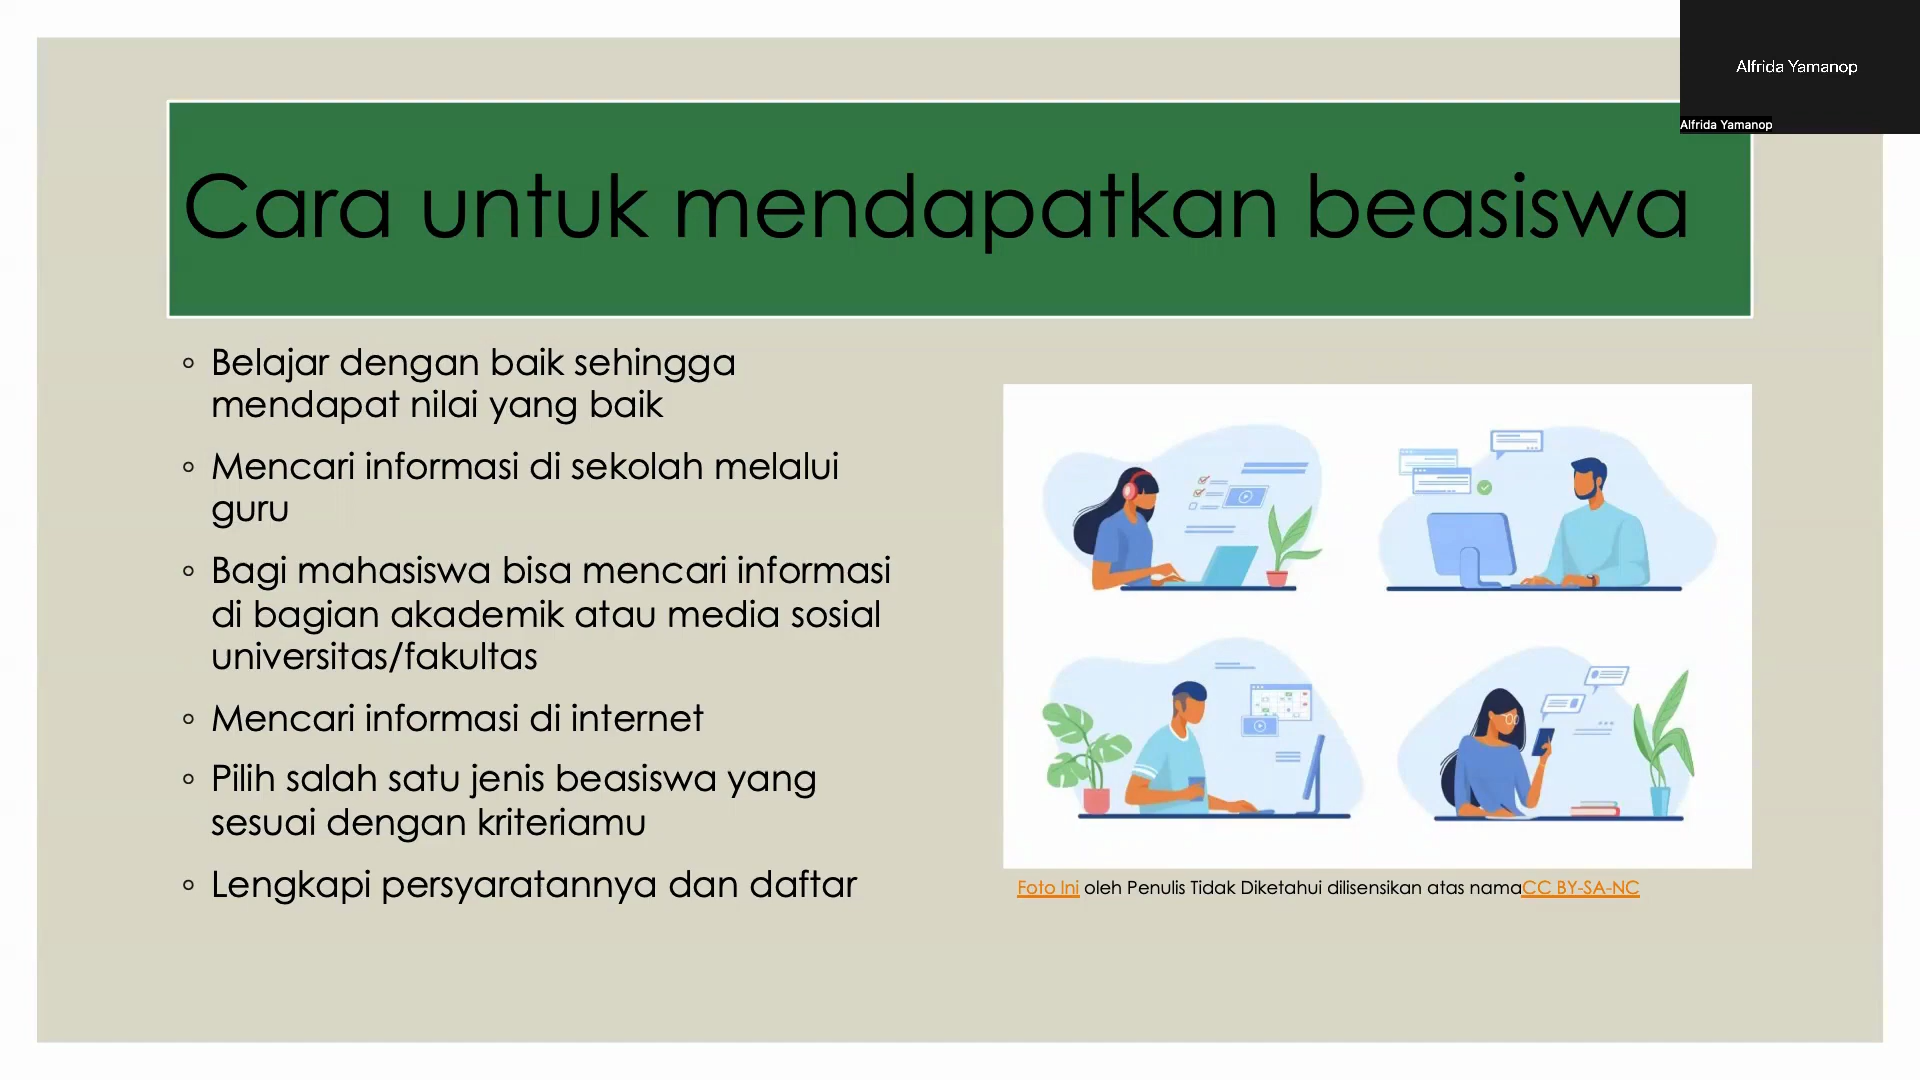 Alfrida Yamanop
Alfrida Yamanop
Cara untuk mendapatkan beasiswa
◦ Belajar dengan baik sehingga
mendapat nilai yang baik
◦ Mencari informasi di sekolah melalui
guru
◦ Bagi mahasiswa bisa mencari informasi
di bagian akademik atau media sosial
universitas/fakultas
◦ Mencari informasi di internet
◦ Pilih salah satu jenis beasiswa yang
sesuai dengan kriteriamu
◦ Lengkapi persyaratannya dan daftar
Foto Ini oleh Penulis Tidak Diketahui dilisensikan atas namaCC BY-SA-NC